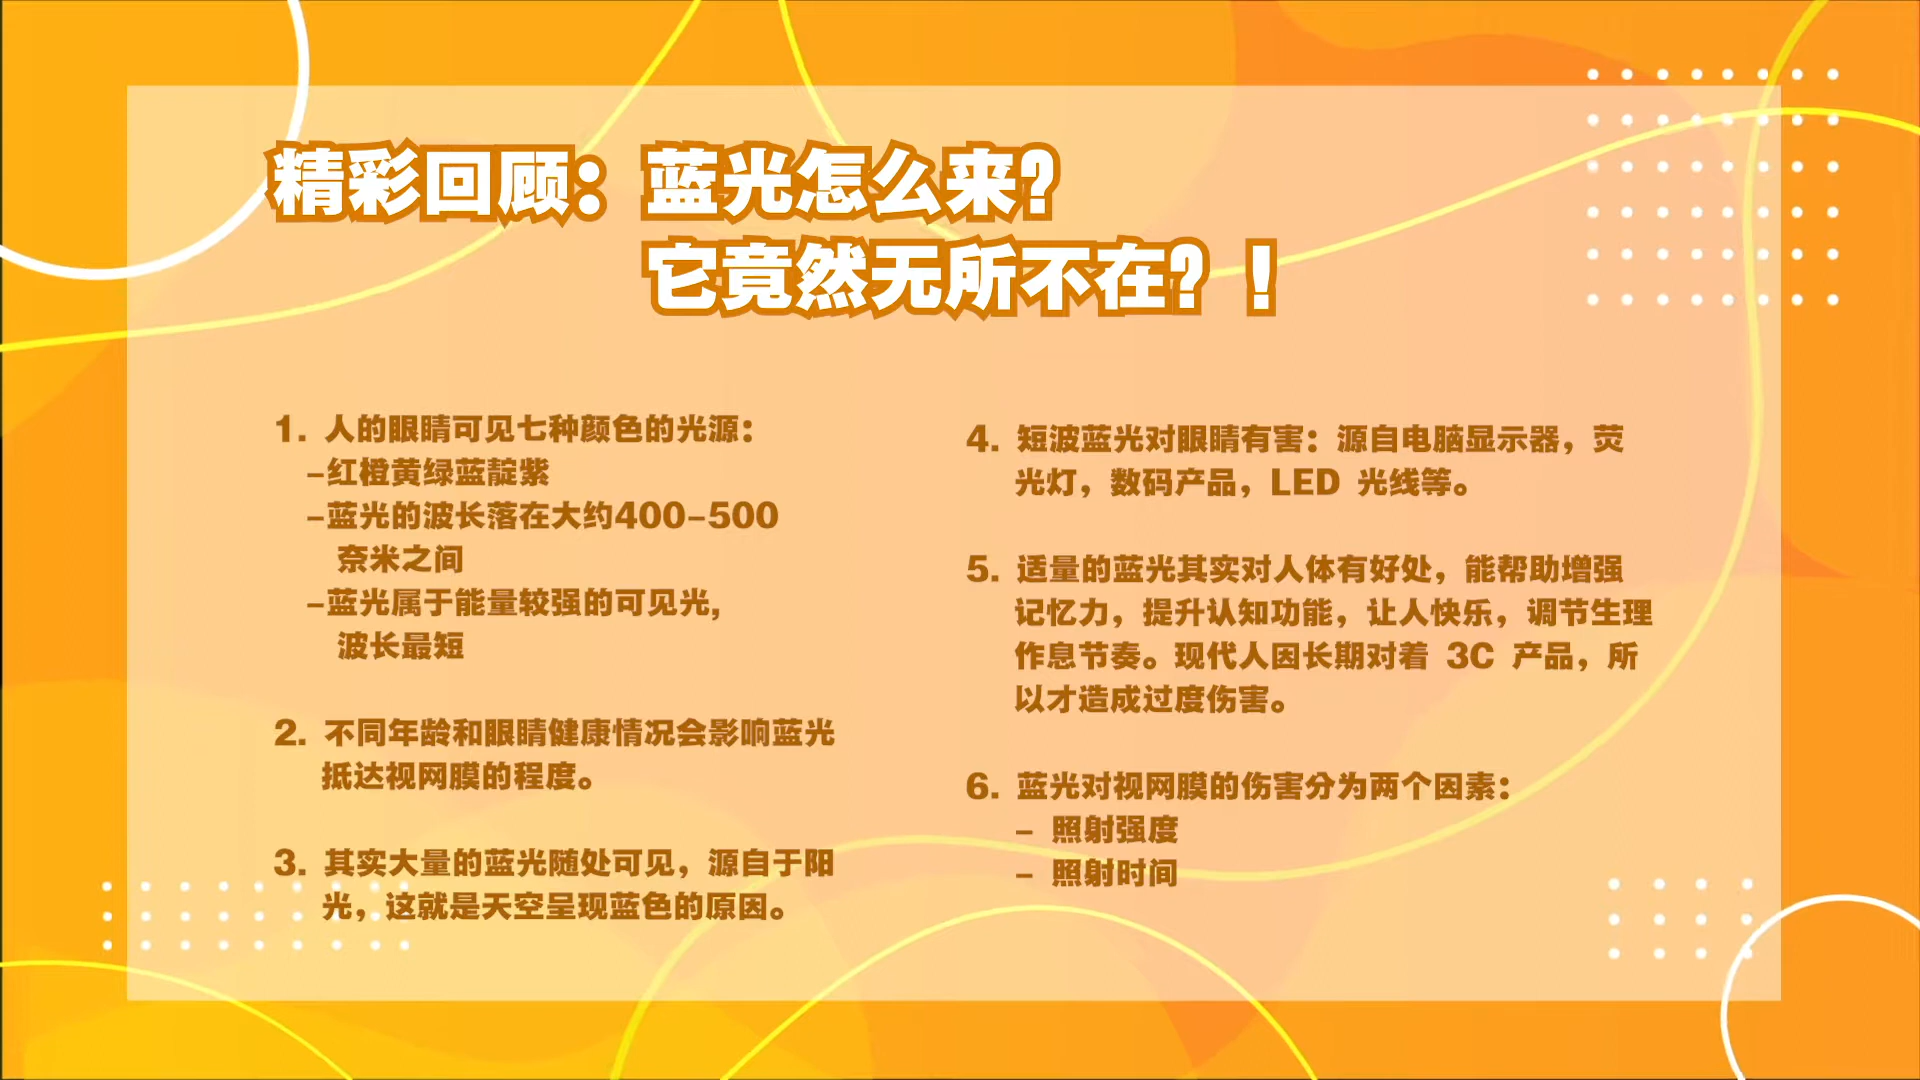 精彩回顾：蓝光怎么来？
它竟然无所不在？！
1. 人的眼睛可见七种颜色的光源：
-红橙黄绿蓝靛紫
-蓝光的波长落在大约400-500
奈米之间
-蓝光属于能量较强的可见光，
波长最短
2. 不同年龄和眼睛健康情况会影响蓝光
抵达视网膜的程度。
3. 其实大量的蓝光随处可见，源自于阳
光，这就是天空呈现蓝色的原因。
4. 短波蓝光对眼睛有害：源自电脑显示器，荧
光灯，数码产品，LED 光线等。
5. 适量的蓝光其实对人体有好处，能帮助增强
记忆力，提升认知功能，让人快乐，调节生理
作息节奏。现代人因长期对着 3C 产品，所
以才造成过度伤害。
6. 蓝光对视网膜的伤害分为两个因素：
- 照射强度
- 照射时间